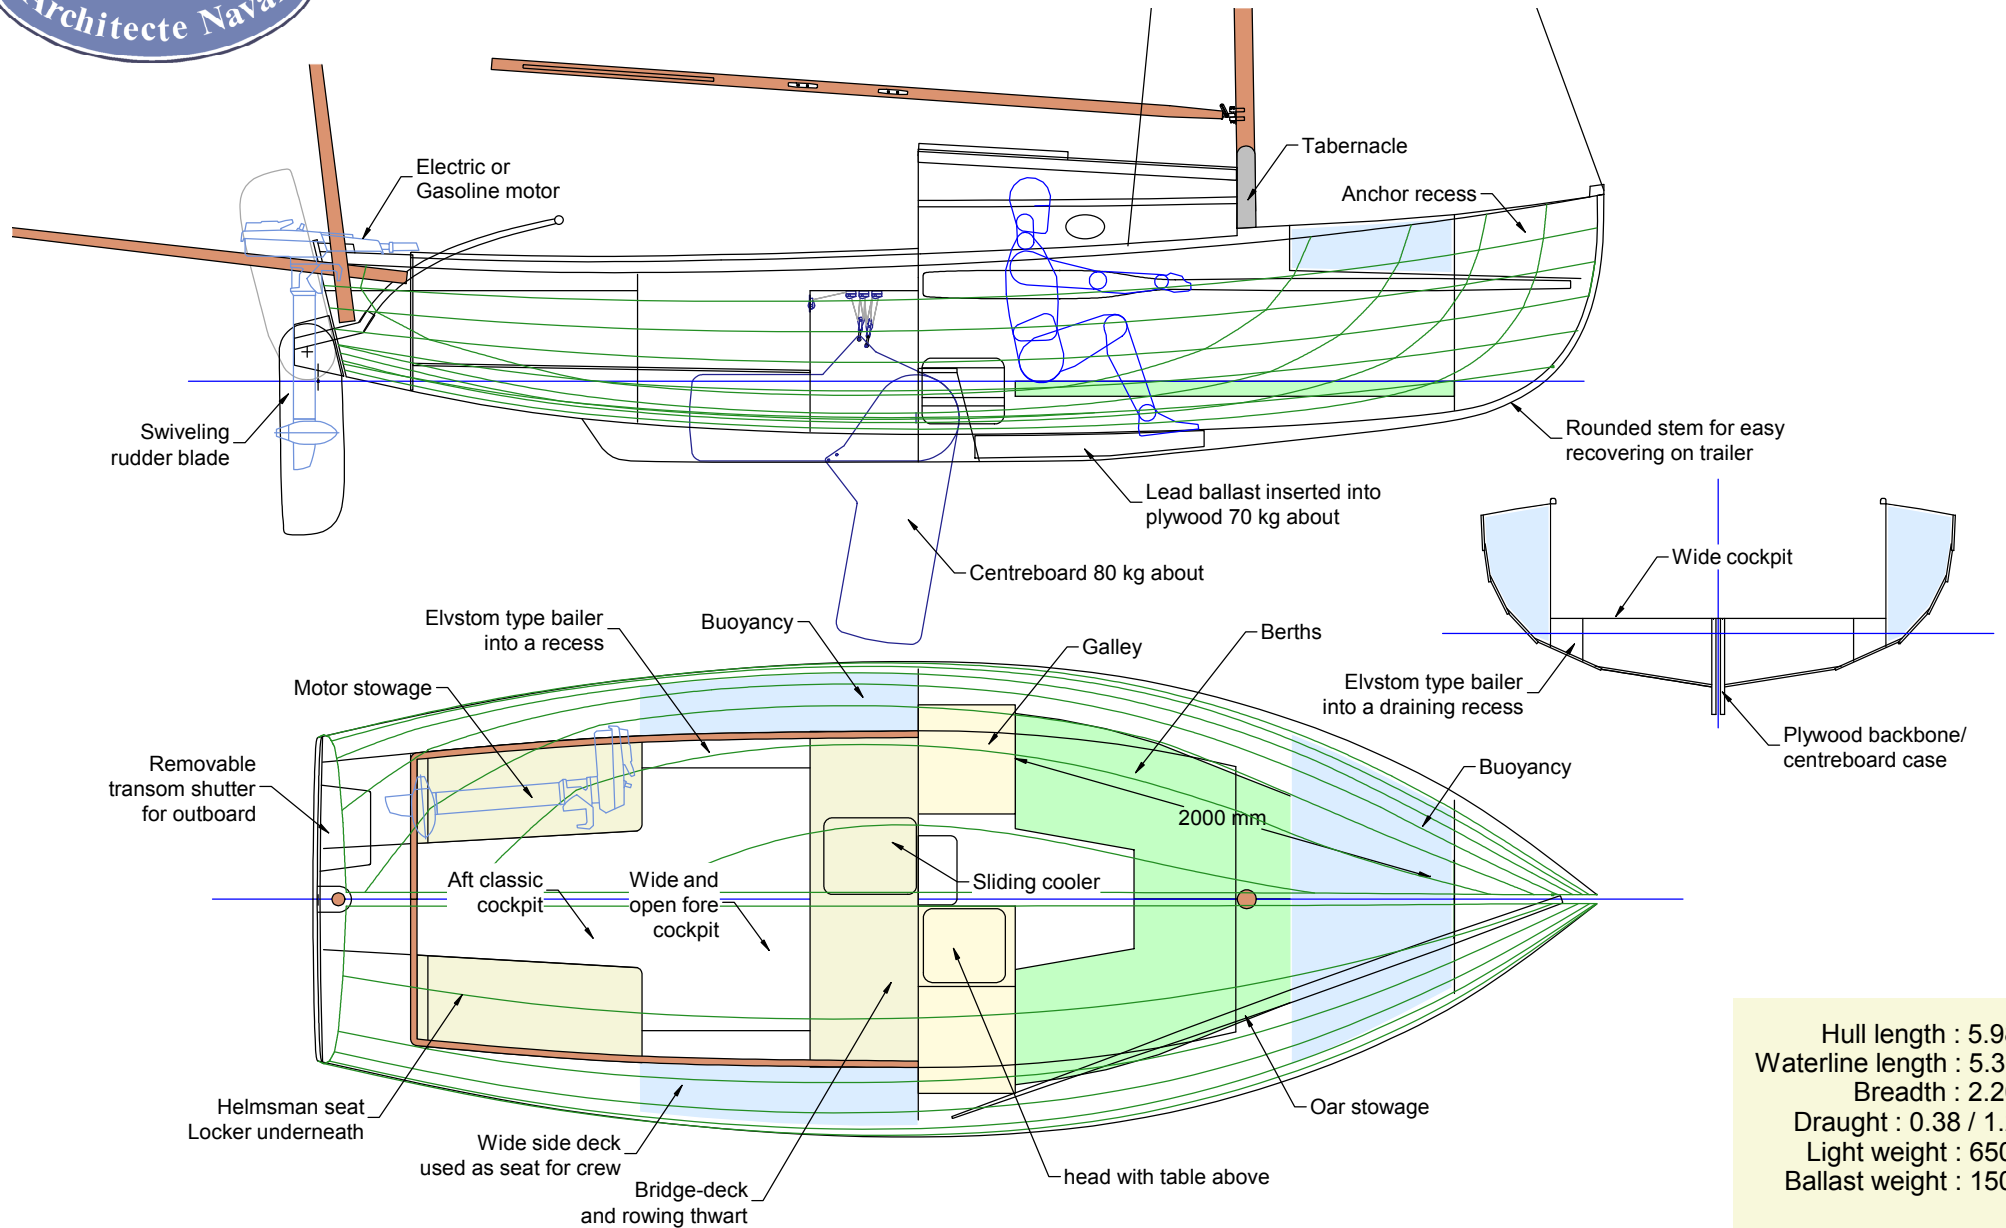 Architecte Naval
Electric or
Gasoline motor
Tabernacle
Anchor recess
Swiveling
rudder blade
Rounded stem for easy
recovering on trailer
Lead ballast inserted into
plywood 70 kg about
Centreboard 80 kg about
Wide cockpit
Elvstom type bailer
into a draining recess
Plywood backbone/
centreboard case
Elvstom type bailer
into a recess
Buoyancy
Galley
Berths
Motor stowage
Removable
transom shutter
for outboard
Buoyancy
2000 mm
Aft classic
cockpit
Wide and
open fore
cockpit
Sliding cooler
Helmsman seat
Locker underneath
Wide side deck
used as seat for crew
Bridge-deck
and rowing thwart
head with table above
Oar stowage
Hull length : 5.9
Waterline length : 5.3
Breadth : 2.2
Draught : 0.38 / 1.
Light weight : 650
Ballast weight : 150